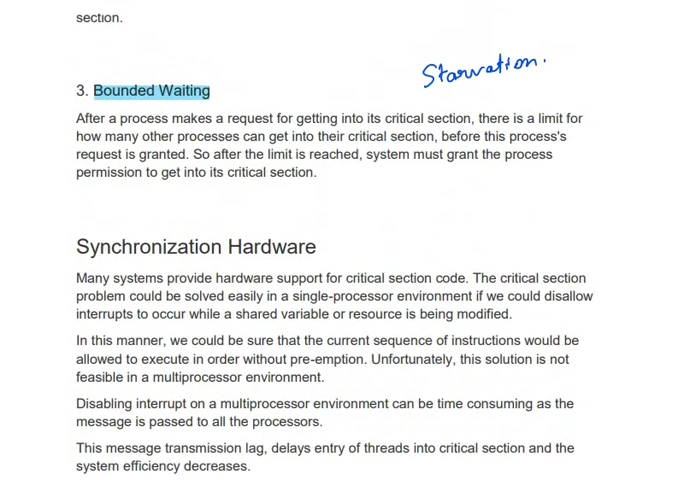 section.
Starvation.
3. Bounded Waiting
After a process makes a request for getting into its critical section, there is a limit for
how many other processes can get into their critical section, before this process's
request is granted. So after the limit is reached, system must grant the process
permission to get into its critical section.
Synchronization Hardware
Many systems provide hardware support for critical section code. The critical section
problem could be solved easily in a single-processor environment if we could disallow
interrupts to occur while a shared variable or resource is being modified.
In this manner, we could be sure that the current sequence of instructions would be
allowed to execute in order without pre-emption. Unfortunately, this solution is not
feasible in a multiprocessor environment.
Disabling interrupt on a multiprocessor environment can be time consuming as the
message is passed to all the processors.
This message transmission lag, delays entry of threads into critical section and the
system efficiency decreases.